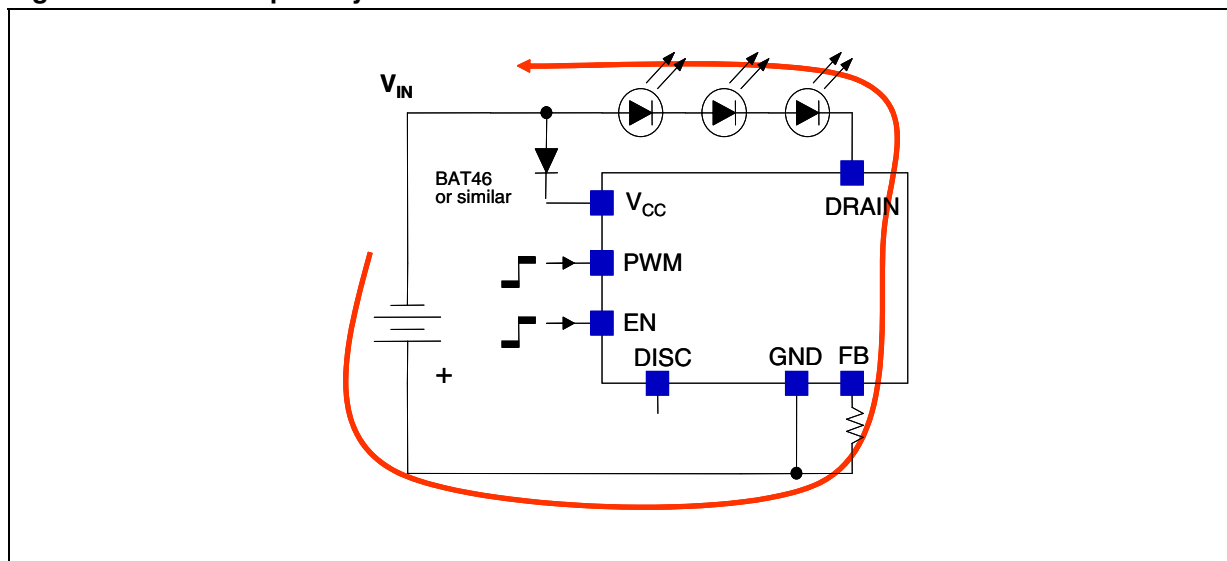 V_IN
BAT46
or similar
V_CC
DRAIN
PWM
EN
DISC
GND
FB
+